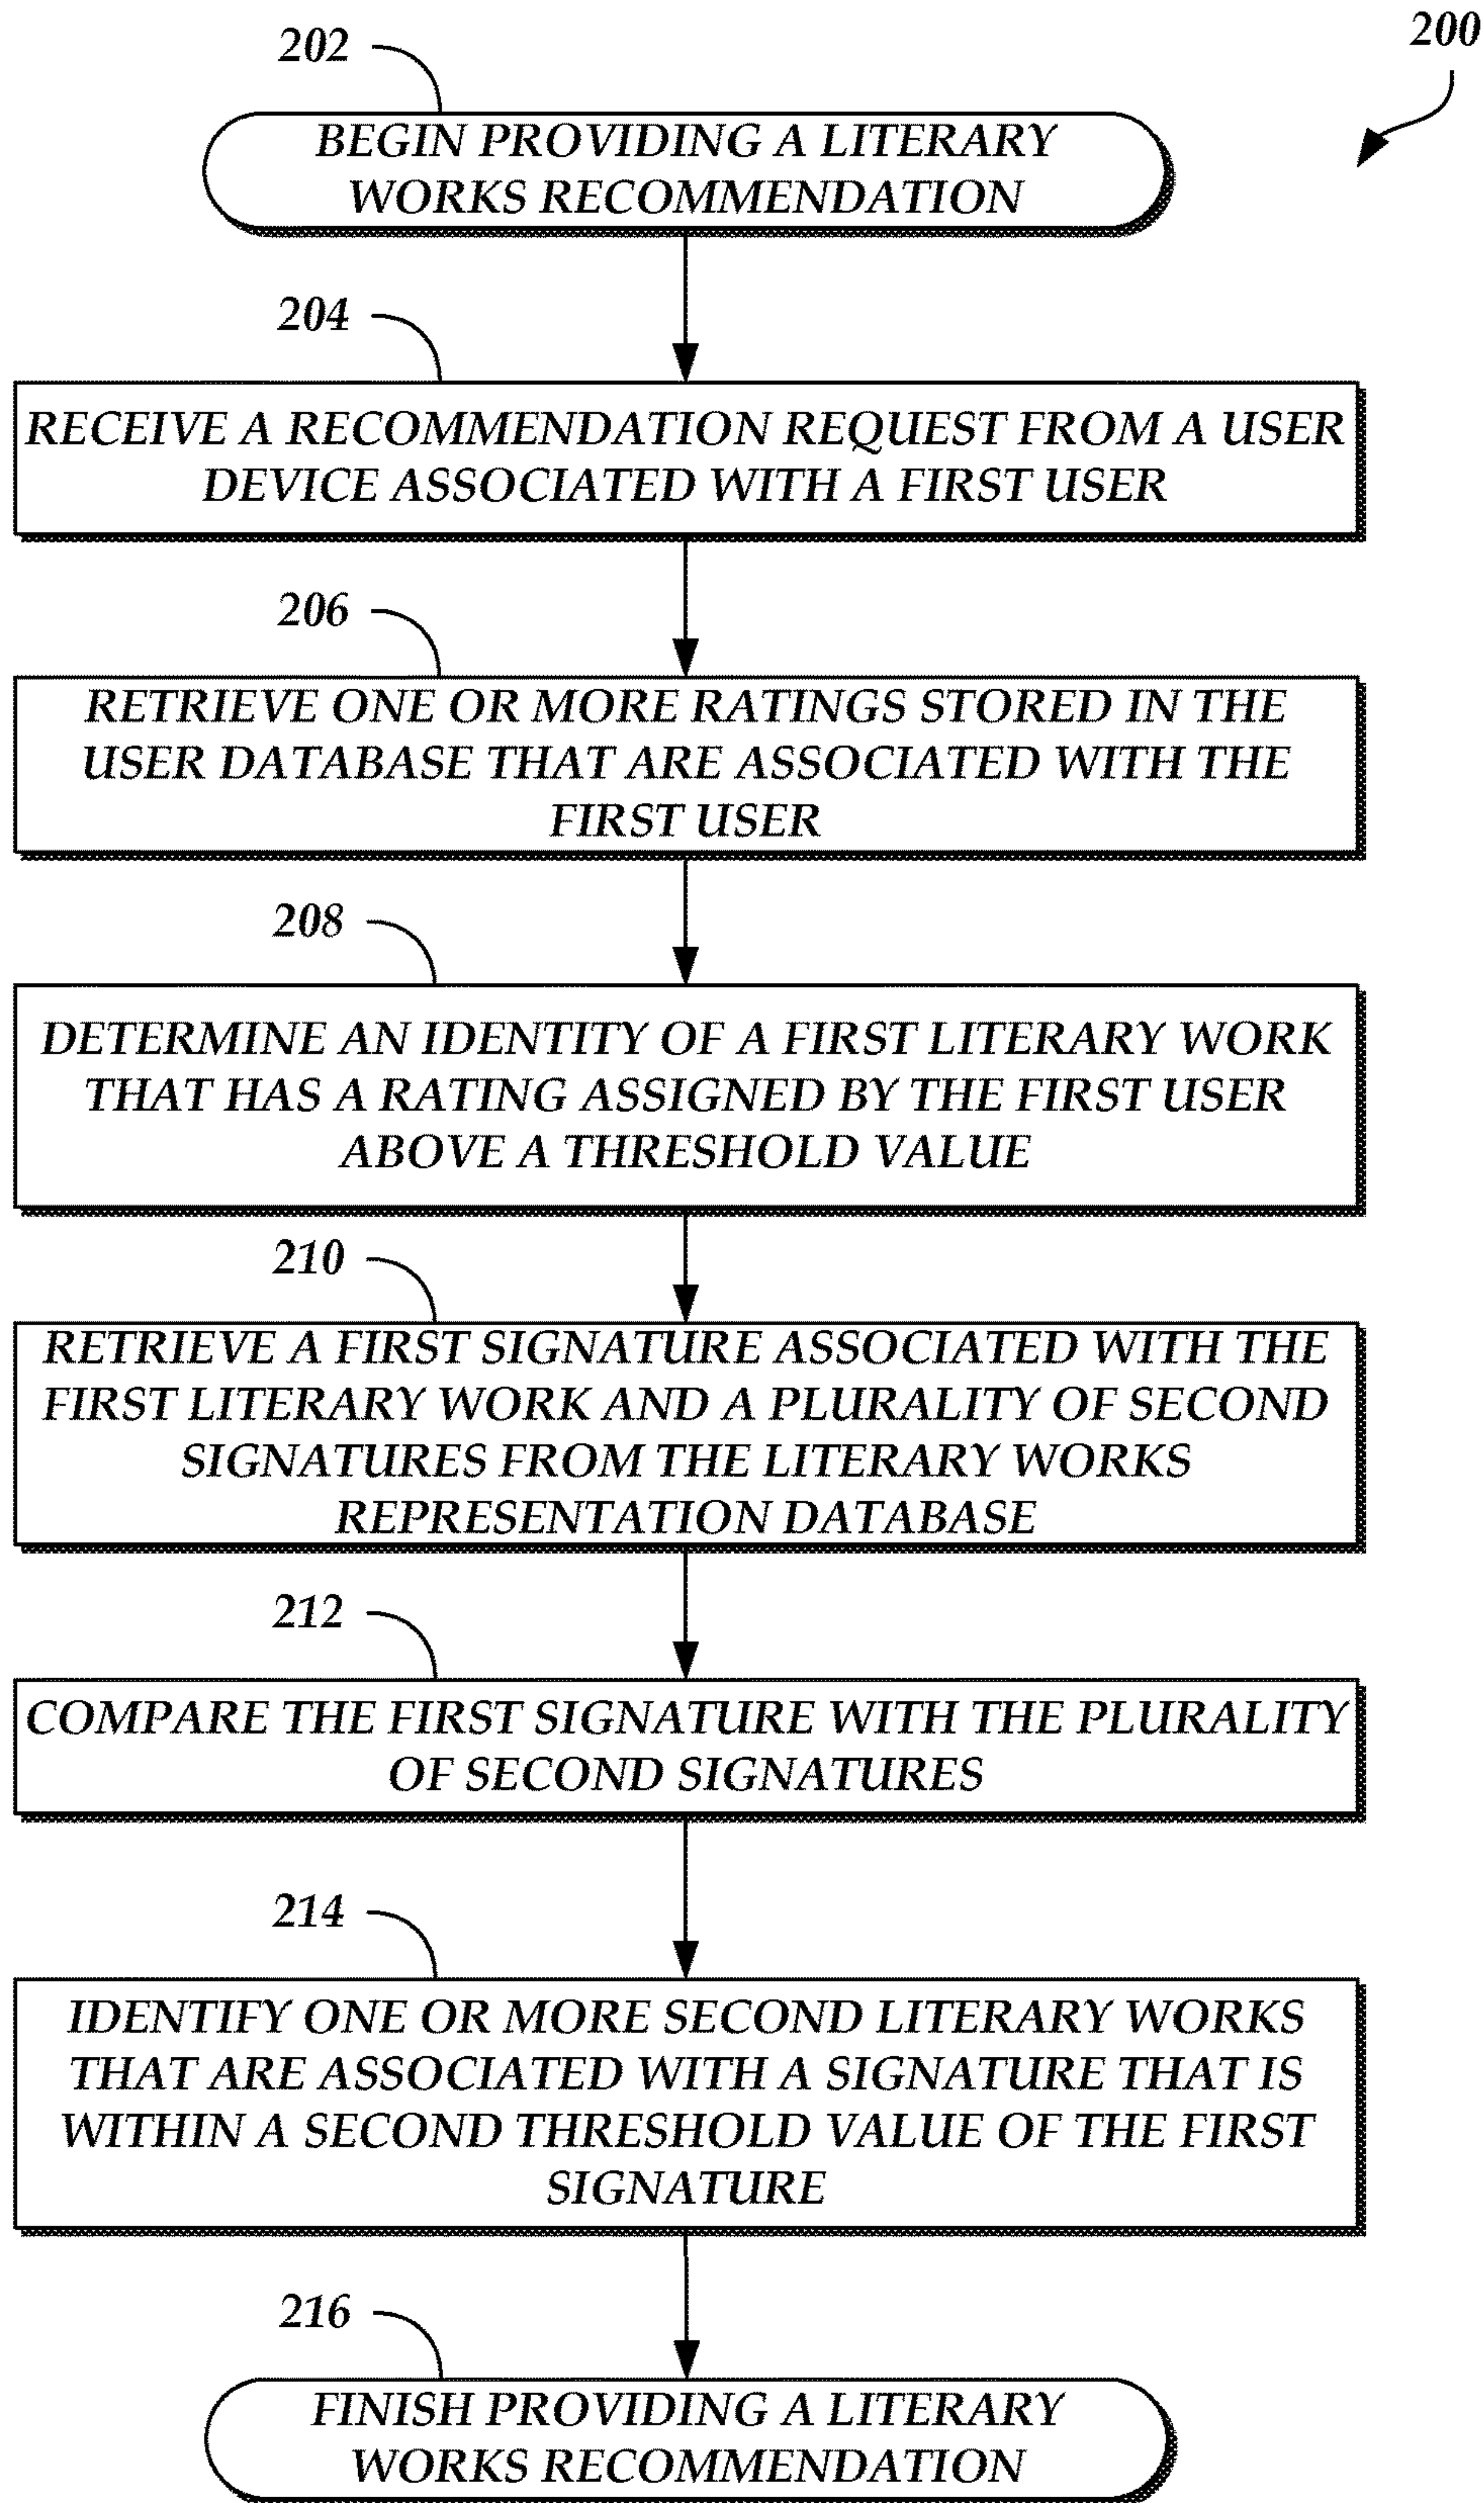 200
202
BEGIN PROVIDING A LITERARY
WORKS RECOMMENDATION
204
RECEIVE A RECOMMENDATION REQUEST FROM A USER
DEVICE ASSOCIATED WITH A FIRST USER
206
RETRIEVE ONE OR MORE RATINGS STORED IN THE
USER DATABASE THAT ARE ASSOCIATED WITH THE
FIRST USER
208
DETERMINE AN IDENTITY OF A FIRST LITERARY WORK
THAT HAS A RATING ASSIGNED BY THE FIRST USER
ABOVE A THRESHOLD VALUE
210
RETRIEVE A FIRST SIGNATURE ASSOCIATED WITH THE
FIRST LITERARY WORK AND A PLURALITY OF SECOND
SIGNATURES FROM THE LITERARY WORKS
REPRESENTATION DATABASE
212
COMPARE THE FIRST SIGNATURE WITH THE PLURALITY
OF SECOND SIGNATURES
214
IDENTIFY ONE OR MORE SECOND LITERARY WORKS
THAT ARE ASSOCIATED WITH A SIGNATURE THAT IS
WITHIN A SECOND THRESHOLD VALUE OF THE FIRST
SIGNATURE
216
FINISH PROVIDING A LITERARY
WORKS RECOMMENDATION